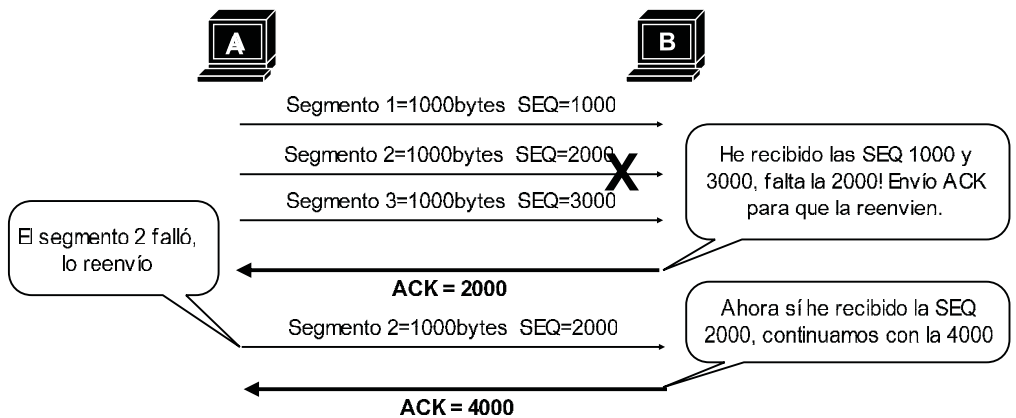 A
B
Segmento 1=1000bytes SEQ=1000
Segmento 2=1000bytes SEQ=2000
X
Segmento 3=1000bytes SEQ=3000
He recibido las SEQ 1000 y
3000, falta la 2000! Envío ACK
para que la reenvien.
El segmento 2 falló,
lo reenvío
ACK = 2000
Segmento 2=1000bytes SEQ=2000
Ahora sí he recibido la SEQ
2000, continuamos con la 4000
ACK = 4000